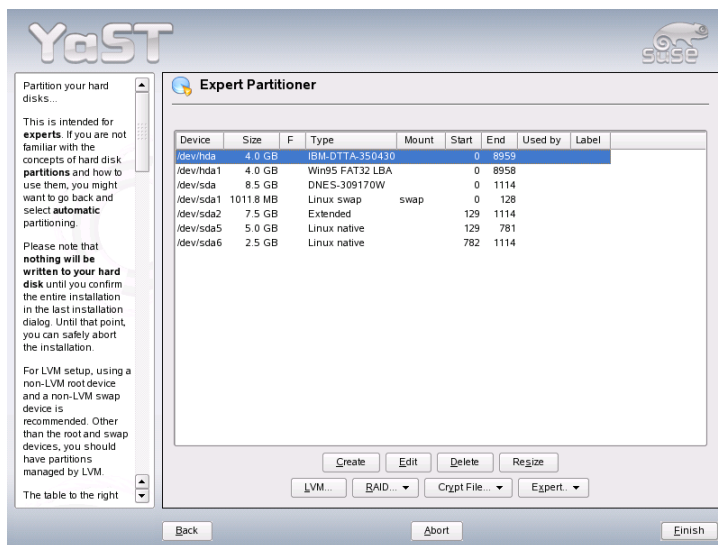 YaST
suse
Partition your hard
disks...
This is intended for
experts. If you are not
familiar with the
concepts of hard disk
partitions and how to
use them, you might
want to go back and
select automatic
partitioning.
Please note that
nothing will be
written to your hard
disk until you confirm
the entire installation
in the last installation
dialog. Until that point,
you can safely abort
the installation.
For LVM setup, using a
non-LVM root device
and a non-LVM swap
device is
recommended. Other
than the root and swap
devices, you should
have partitions
managed by LVM.
The table to the right
Expert Partitioner
Device Size F Type Mount Start End Used by Label
/dev/hda 4.0 GB IBM-DTTA-350430 0 8959
/dev/hda1 4.0 GB Win95 FAT32 LBA 0 8958
/dev/sda 8.5 GB DNES-309170W 0 1114
/dev/sda1 1011.8 MB Linux swap swap 0 128
/dev/sda2 7.5 GB Extended 129 1114
/dev/sda5 5.0 GB Linux native 129 781
/dev/sda6 2.5 GB Linux native 782 1114
Create Edit Delete Resize
LVM... RAID... Crypt File... Expert..
Back Abort Finish